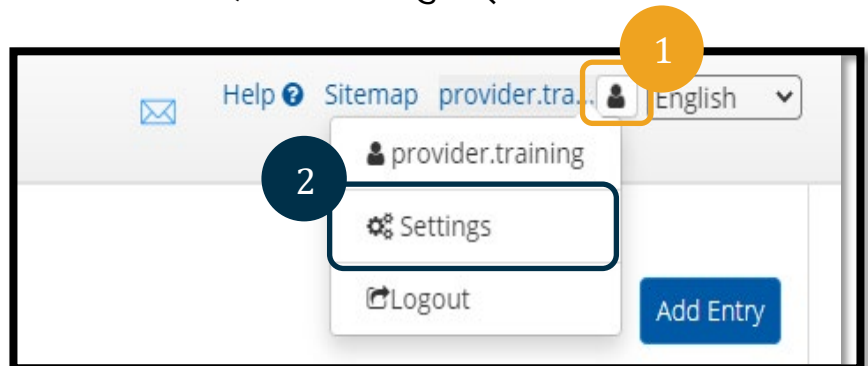 1
Help Sitemap provider.tra... English
provider.training
2
Settings
Logout
Add Entry